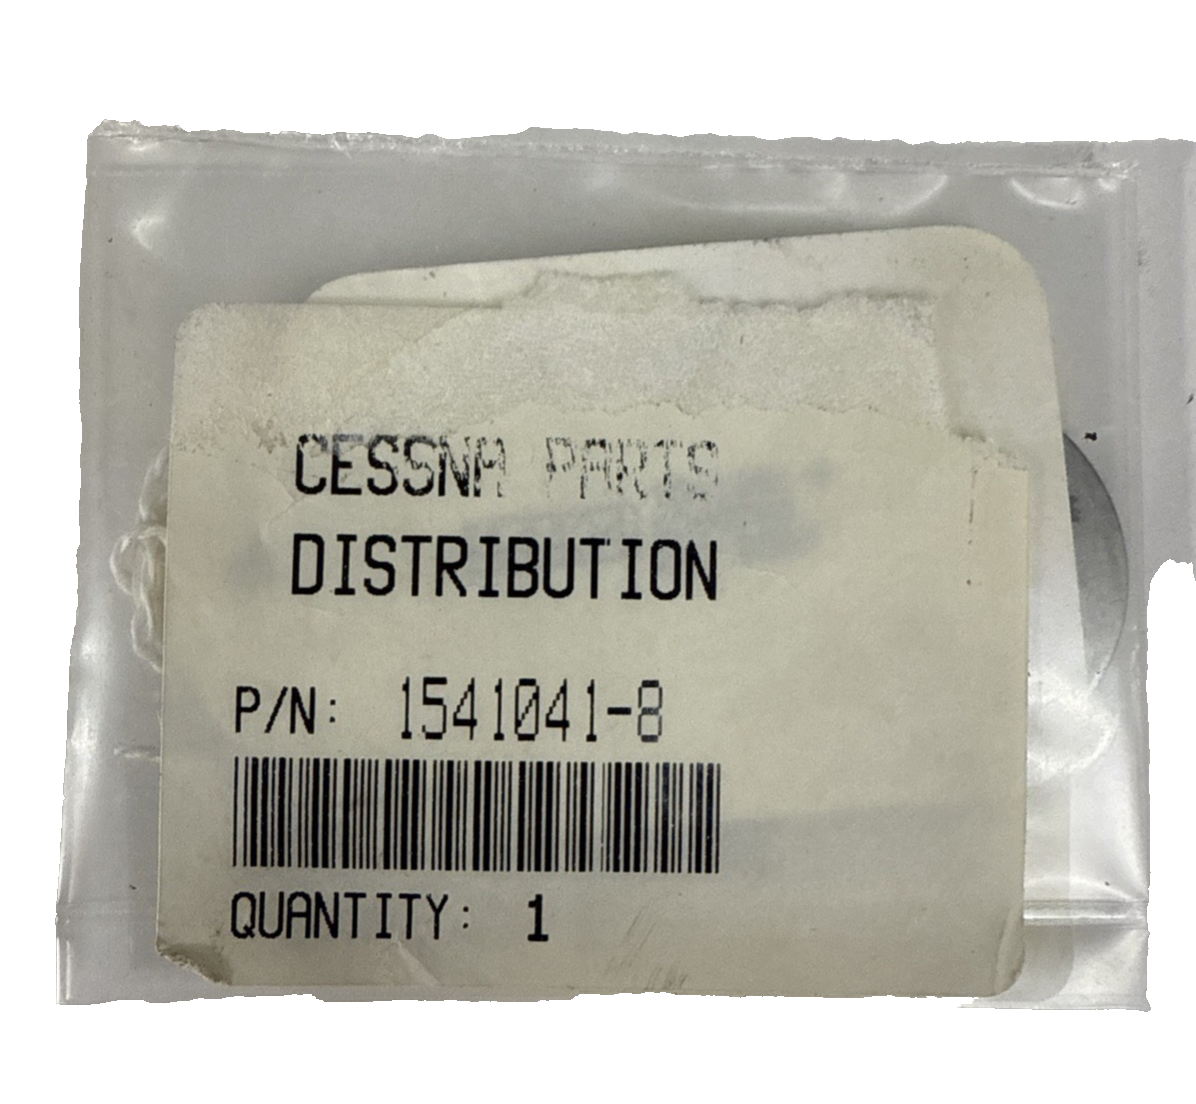 CESSNA PARTS
DISTRIBUTION
P/N: 1541041-8
QUANTITY: 1